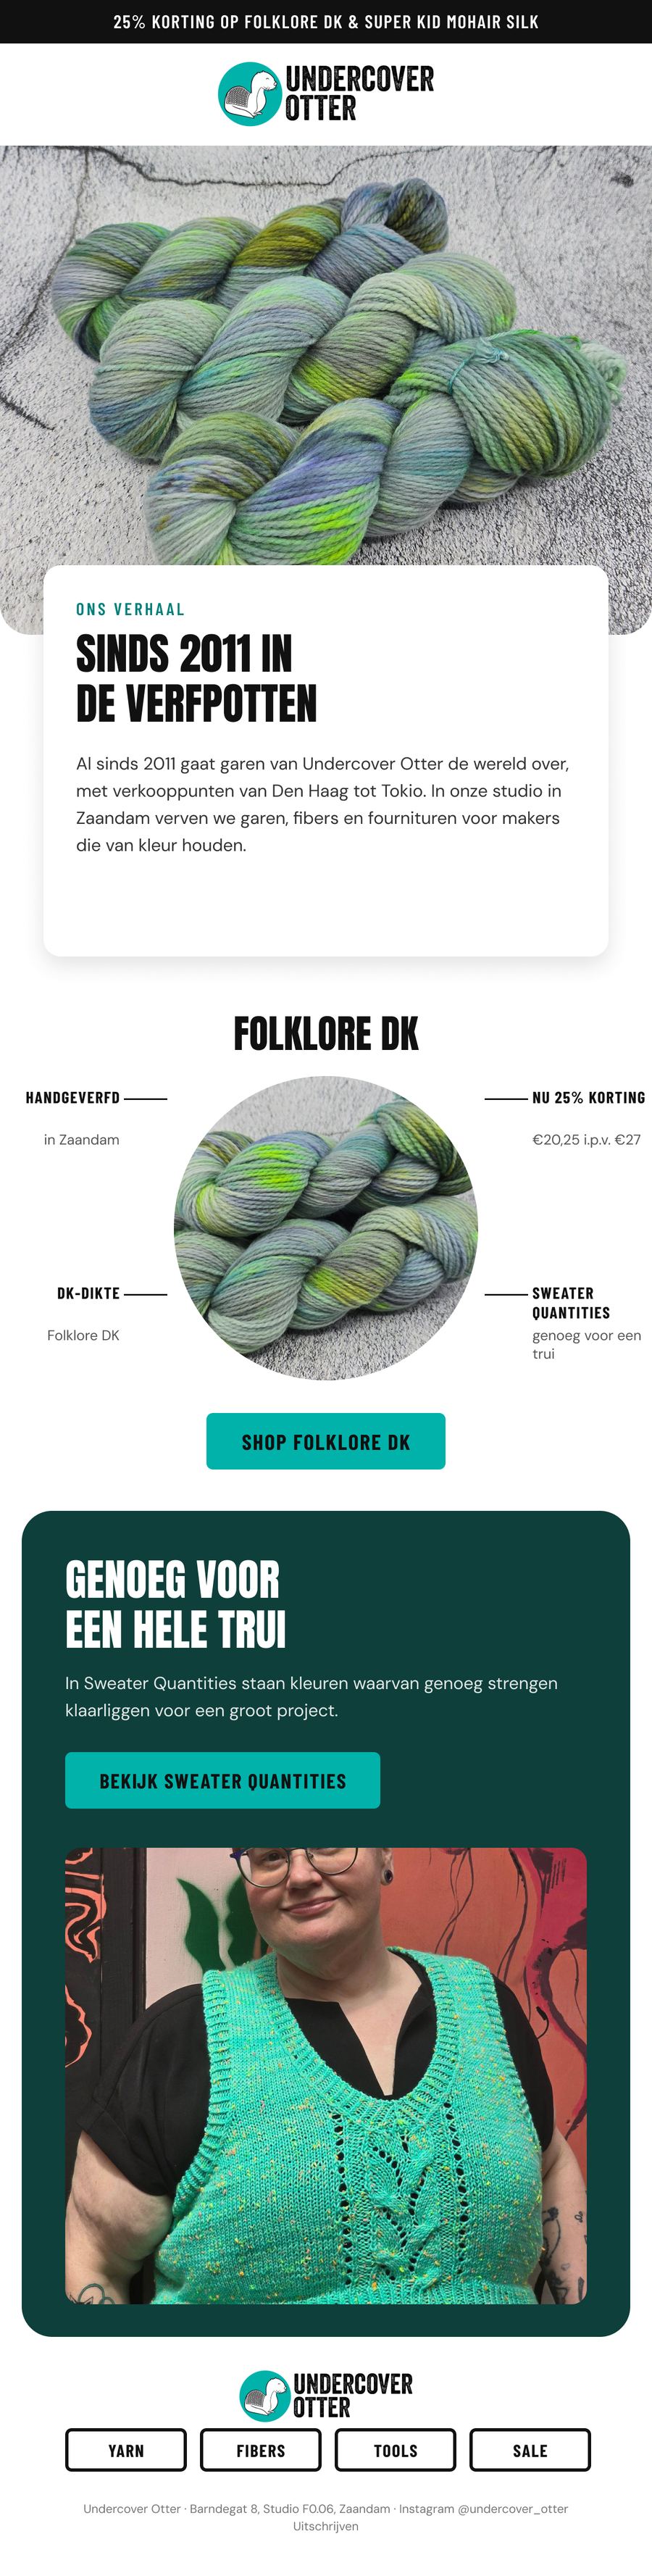 25% KORTING OP FOLKLORE DK & SUPER KID MOHAIR SILK
UNDERCOVER
OTTER
ONS VERHAAL
SINDS 2011 IN
DE VERFPOTTEN
Al sinds 2011 gaat garen van Undercover Otter de wereld over,
met verkooppunten van Den Haag tot Tokio. In onze studio in
Zaandam verven we garen, fibers en fournituren voor makers
die van kleur houden.
FOLKLORE DK
HANDGEVERFD
in Zaandam
NU 25% KORTING
€20,25 i.p.v. €27
DK-DIKTE
Folklore DK
SWEATER
QUANTITIES
genoeg voor een
trui
SHOP FOLKLORE DK
GENOEG VOOR
EEN HELE TRUI
In Sweater Quantities staan kleuren waarvan genoeg strengen
klaarliggen voor een groot project.
BEKIJK SWEATER QUANTITIES
UNDERCOVER
OTTER
YARN
FIBERS
TOOLS
SALE
Undercover Otter · Barndegat 8, Studio F0.06, Zaandam · Instagram @undercover_otter
Uitschrijven